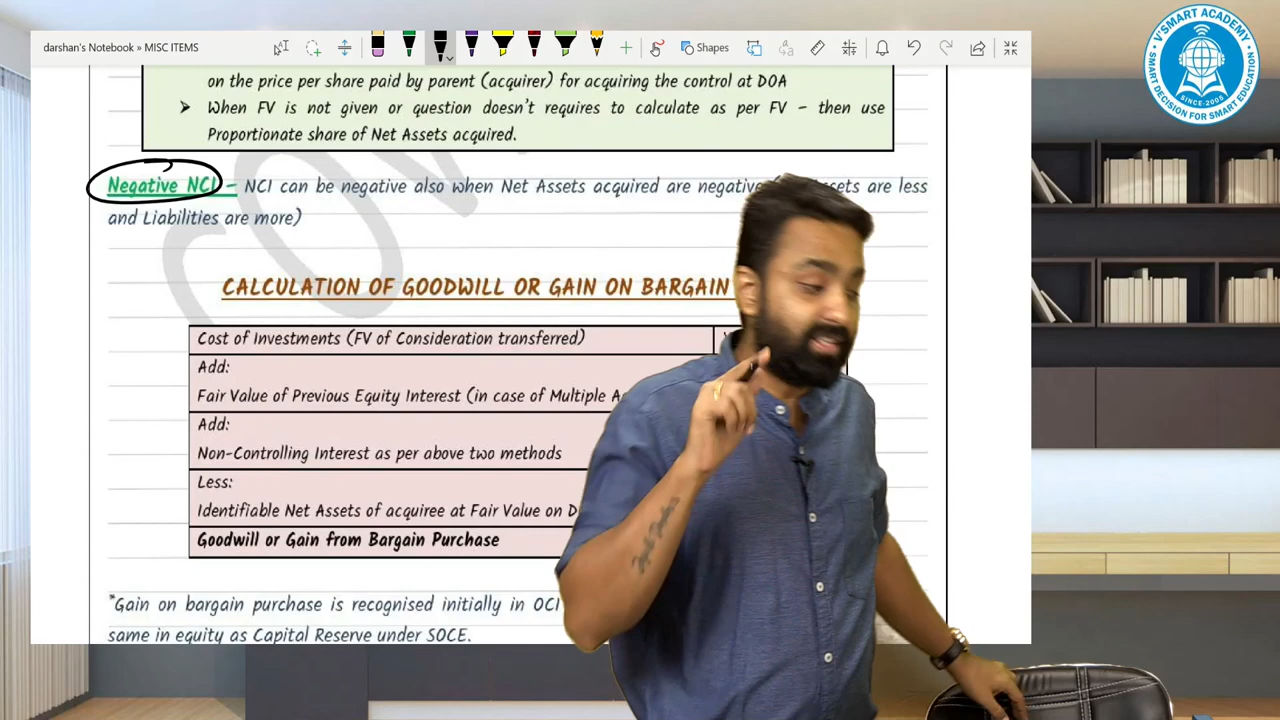 darshan's Notebook » MISC ITEMS
Shapes
on the price per share paid by parent (acquirer) for acquiring the control at DOA
➤ When FV is not given or question doesn't requires to calculate as per FV – then use
Proportionate share of Net Assets acquired.
Negative NCI – NCI can be negative also when Net Assets acquired are negative are less
and Liabilities are more)
CALCULATION OF GOODWILL OR GAIN ON BARGAIN
Cost of Investments (FV of Consideration transferred)
Add:
Fair Value of Previous Equity Interest (in case of Multiple
Add:
Non-Controlling Interest as per above two methods
Less:
Identifiable Net Assets of acquiree at Fair Value on
Goodwill or Gain from Bargain Purchase
*Gain on bargain purchase is recognised initially in OCI
same in equity as Capital Reserve under SOCE.
V'SMART ACADEMY
SINCE-2005
SMART DECISION FOR SMART EDUCATION